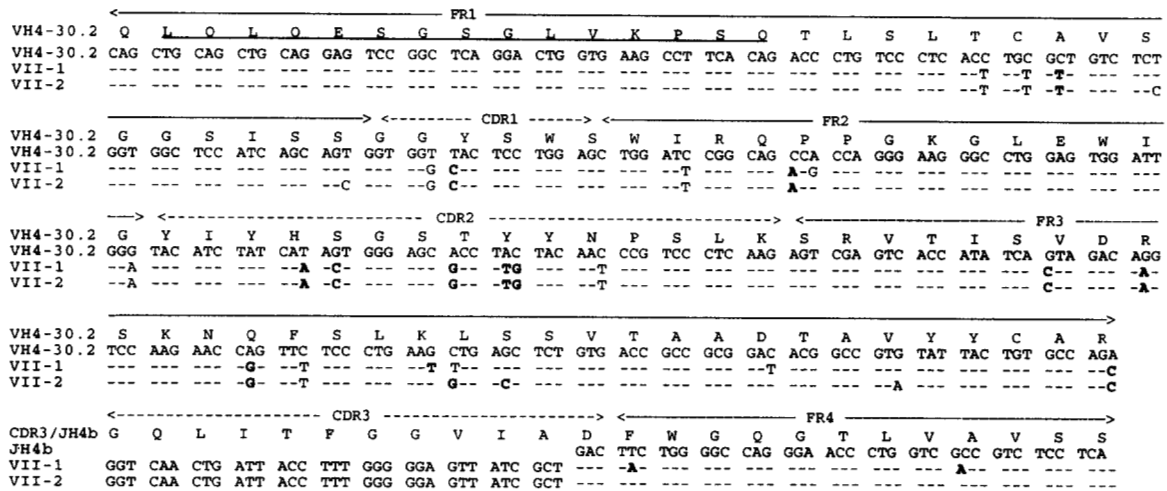 <—————— FR1 ——————
VH4-30.2 Q L Q L Q E S G S G L V K P S Q T L S L T C A V S
VH4-30.2 CAG CTG CAG CTG CAG GAG TCC GGC TCA GGA CTG GTG AAG CCT TCA CAG ACC CTG TCC CTC ACC TGC GCT GTC TCT
VII-1 --- --- --- --- --- --- --- --- --- --- --- --- --- --- --- --- --- --- --- --- --T --T -T- --- ---
VII-2 --- --- --- --- --- --- --- --- --- --- --- --- --- --- --- --- --- --- --- --- --T --T -T- --- --C
——————> <------- CDR1 -----> <—————— FR2 ——————
VH4-30.2 G G S I S S G G Y S W S W I R Q P P G K G L E W I
VH4-30.2 GGT GGC TCC ATC AGC AGT GGT GGT TAC TCC TGG AGC TGG ATC CGG CAG CCA CCA GGG AAG GGC CTG GAG TGG ATT
VII-1 --- --- --- --- --- --- --- --G -C- --- --- --- --- --T --- --- -AG --- --- --- --- --- --- --- ---
VII-2 --- --- --- --- --- --C --- --G -C- --- --- --- --- --T --- --- -A- --- --- --- --- --- --- --- ---
——> <------------ CDR2 ------------> <—————— FR3 ——————
VH4-30.2 G Y I Y H S G S T Y Y N P S L K S R V T I S V D R
VH4-30.2 GGG TAC ATC TAT CAT AGT GGG AGC ACC TAC TAC AAC CCG TCC CTC AAG AGT CGA GTC ACC ATA TCA GTA GAC AGG
VII-1 --A --- --- --- --A -C- --- --- G-- -TG --- --T --- --- --- --- --- --- --- --- --- --- C-- --- -A-
VII-2 --A --- --- --- --A -C- --- --- G-- -TG --- --T --- --- --- --- --- --- --- --- --- --- C-- --- -A-
——————————————————>
VH4-30.2 S K N Q F S L K L S S V T A A D T A V Y Y C A R
VH4-30.2 TCC AAG AAC CAG TTC TCC CTG AAG CTG AGC TCT GTG ACC GCC GCG GAC ACG GCC GTG TAT TAC TGT GCC AGA
VII-1 --- --- --- -G- --T --- --- --T T-- --- --- --- --- --- --- --T --- --- --- --- --- --- --- --C
VII-2 --- --- --- -G- --T --- --- --- G-- -C- --- --- --- --- --- --- --- --- --A --- --- --- --- --C
<------------ CDR3 ------------> <—————— FR4 ——————>
CDR3/JH4b G Q L I T F G G V I A D F W G Q G T L V A V S S
JH4b GAC TTC TGG GGC CAG GGA ACC CTG GTC GCC GTC TCC TCA
VII-1 GGT CAA CTG ATT ACC TTT GGG GGA GTT ATC GCT --- -A- --- --- --- --- --- --- --- A-- --- --- ---
VII-2 GGT CAA CTG ATT ACC TTT GGG GGA GTT ATC GCT --- --- --- --- --- --- --- --- --- --- --- --- ---